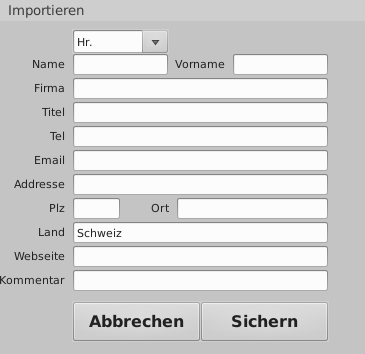 Importieren
Hr.
Name Vorname
Firma
Titel
Tel
Email
Addresse
Plz Ort
Land Schweiz
Webseite
Kommentar
Abbrechen Sichern